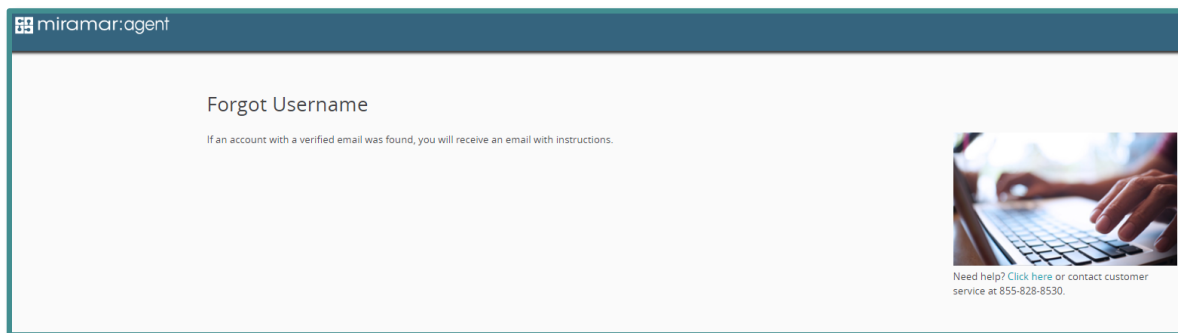 miramar:agent
Forgot Username
If an account with a verified email was found, you will receive an email with instructions.
Need help? Click here or contact customer
service at 855-828-8530.